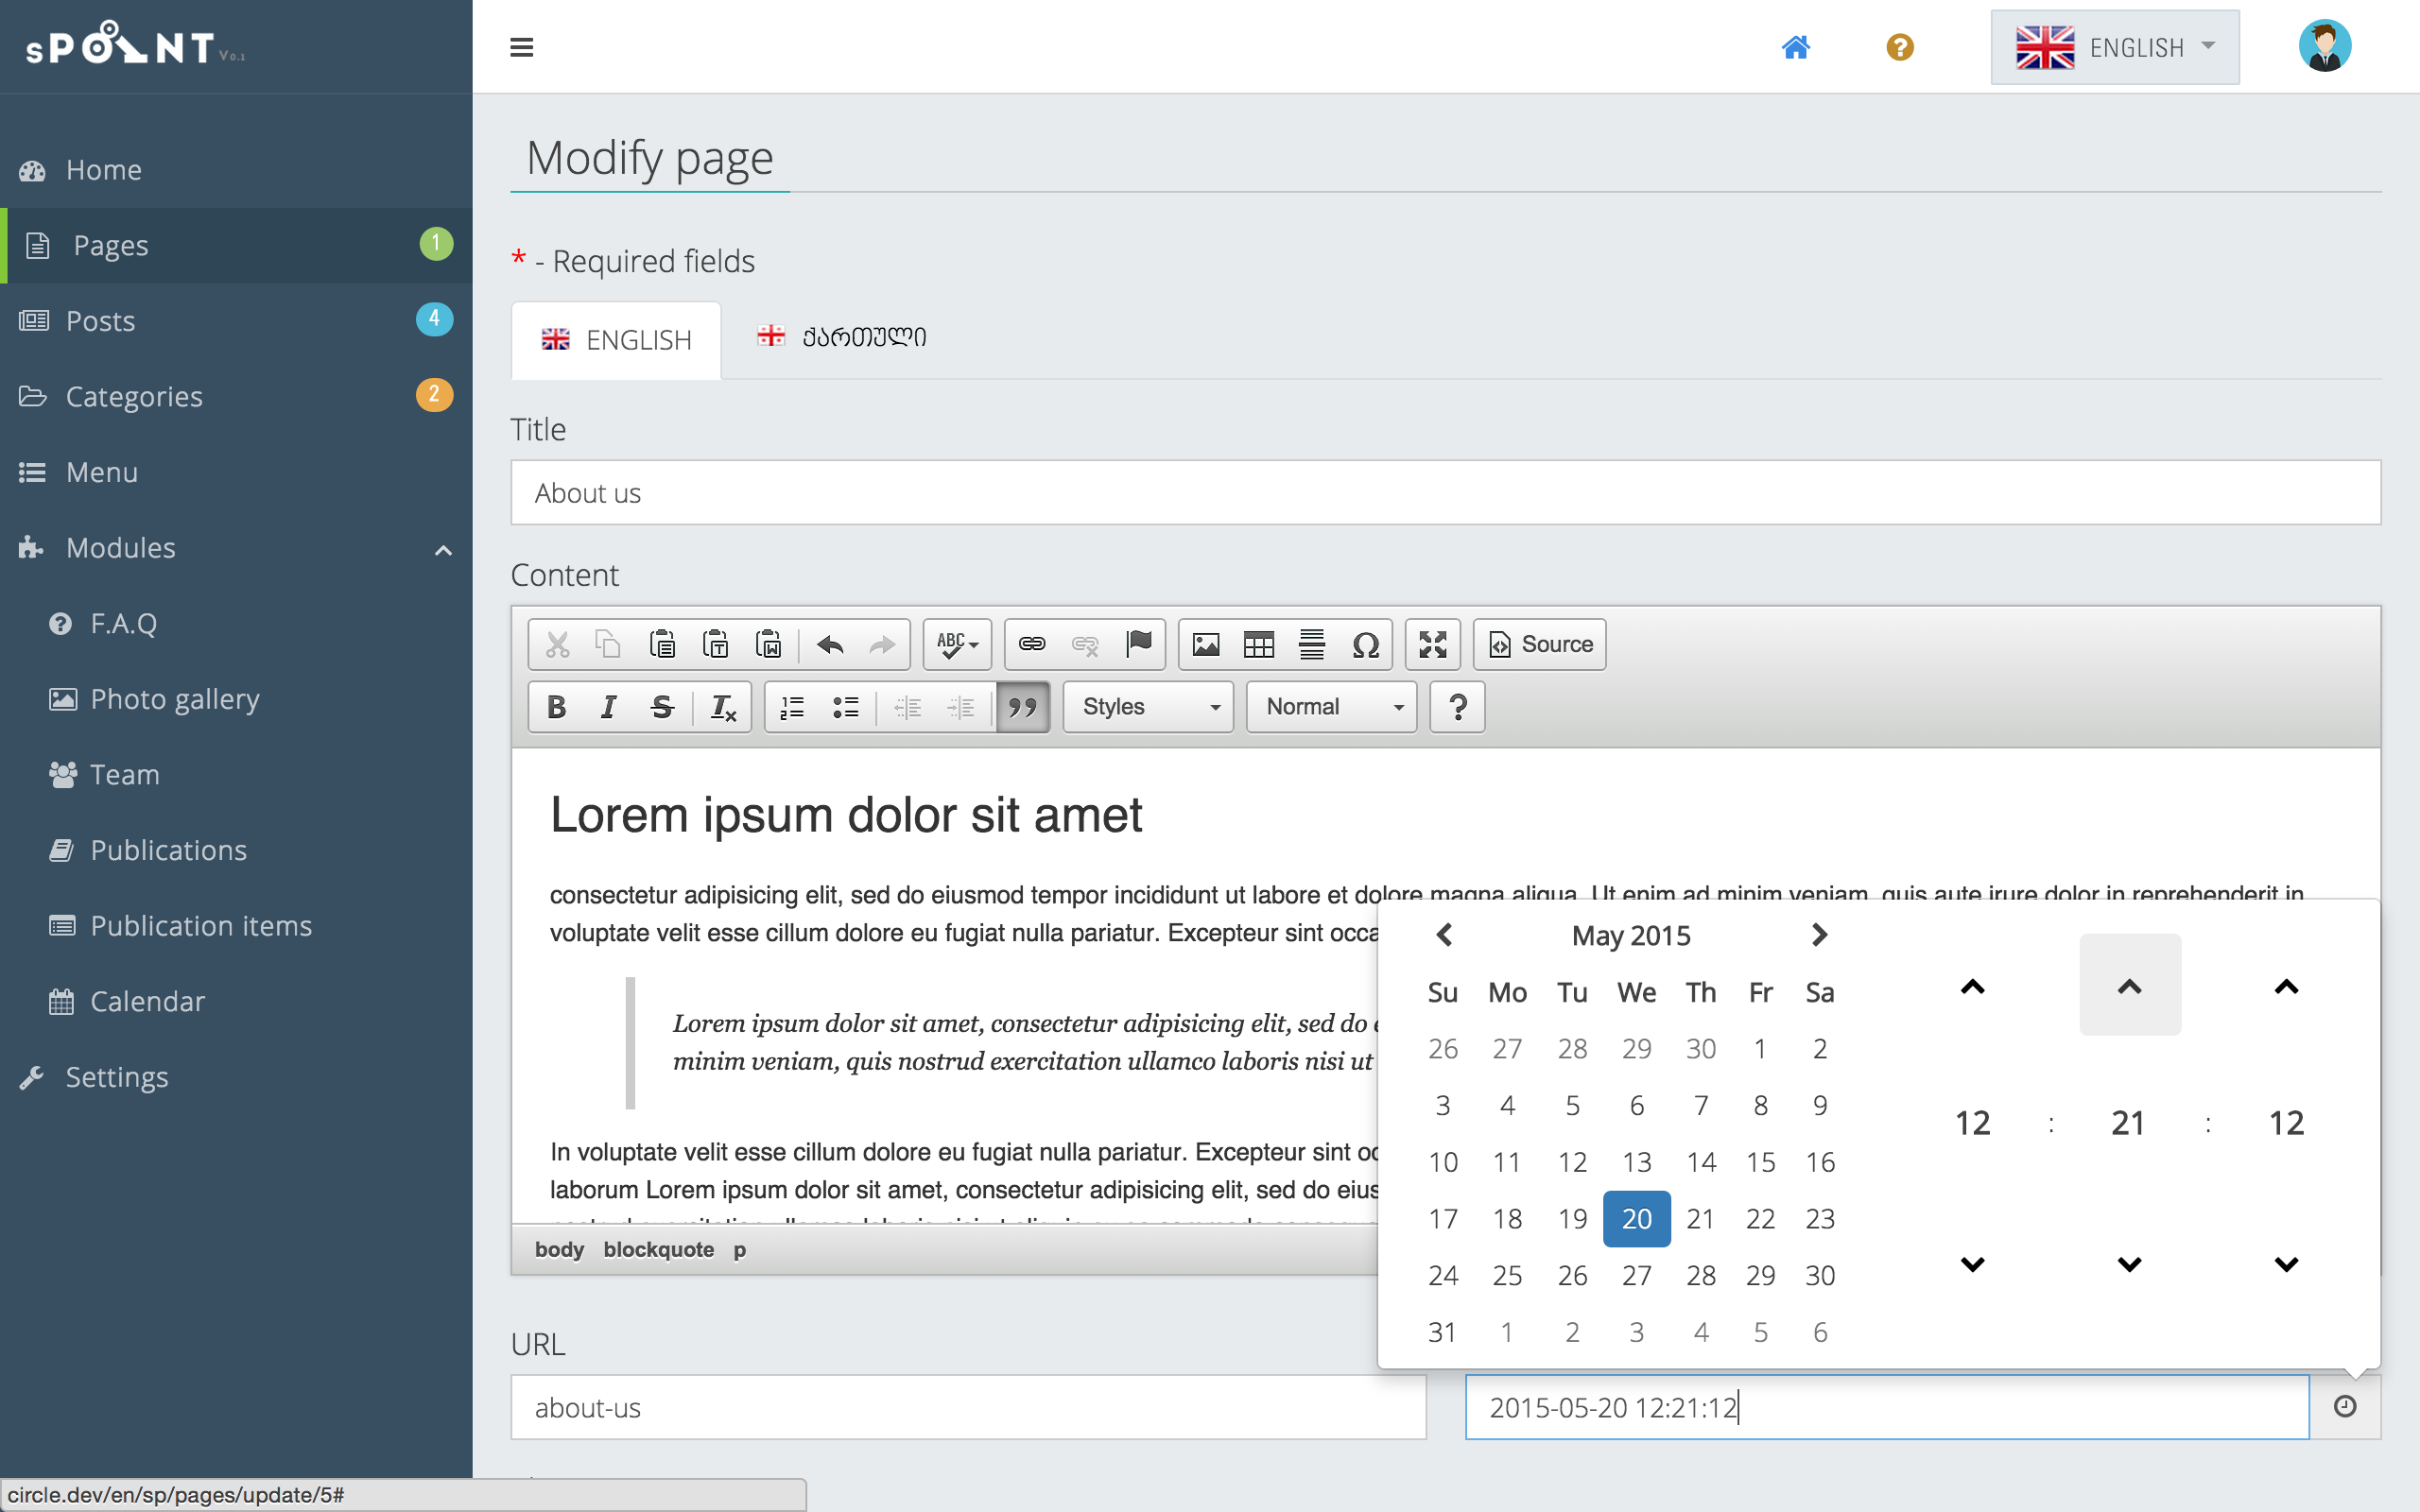 sPOINT V 0.1
ENGLISH
Home
Pages 1
Posts 4
Categories 2
Menu
Modules
F.A.Q
Photo gallery
Team
Publications
Publication items
Calendar
Settings
Modify page
* - Required fields
ENGLISH ქართული
Title
About us
Content
ABC
Source
B I S Tx
Styles Normal ?
Lorem ipsum dolor sit amet
consectetur adipisicing elit, sed do eiusmod tempor incididunt ut labore et dolore magna aliqua. Ut enim ad minim veniam, quis aute irure dolor in reprehenderit in
voluptate velit esse cillum dolore eu fugiat nulla pariatur. Excepteur sint occa
Lorem ipsum dolor sit amet, consectetur adipisicing elit, sed do e
minim veniam, quis nostrud exercitation ullamco laboris nisi ut
In voluptate velit esse cillum dolore eu fugiat nulla pariatur. Excepteur sint oc
laborum Lorem ipsum dolor sit amet, consectetur adipisicing elit, sed do eius
body blockquote p
May 2015
Su Mo Tu We Th Fr Sa
26 27 28 29 30 1 2
3 4 5 6 7 8 9
10 11 12 13 14 15 16
17 18 19 20 21 22 23
24 25 26 27 28 29 30
31 1 2 3 4 5 6
12 : 21 : 12
URL
about-us
2015-05-20 12:21:12
circle.dev/en/sp/pages/update/5#